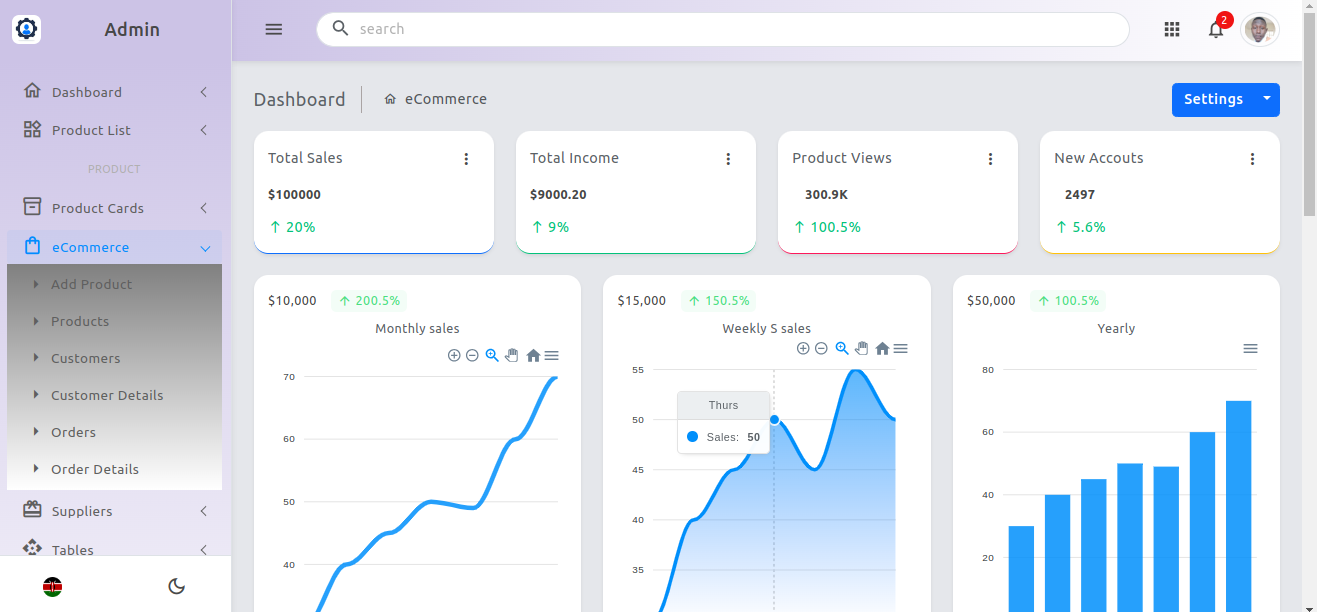 Admin
search
2
Dashboard
Product List
PRODUCT
Product Cards
eCommerce
Add Product
Products
Customers
Customer Details
Orders
Order Details
Suppliers
Tables
Dashboard
eCommerce
Settings
Total Sales
$100000
20%
Total Income
$9000.20
9%
Product Views
300.9K
100.5%
New Accouts
2497
5.6%
$10,000 200.5%
Monthly sales
70
60
50
40
$15,000 150.5%
Weekly S sales
55
50
45
40
35
Thurs
Sales: 50
$50,000 100.5%
Yearly
80
60
40
20